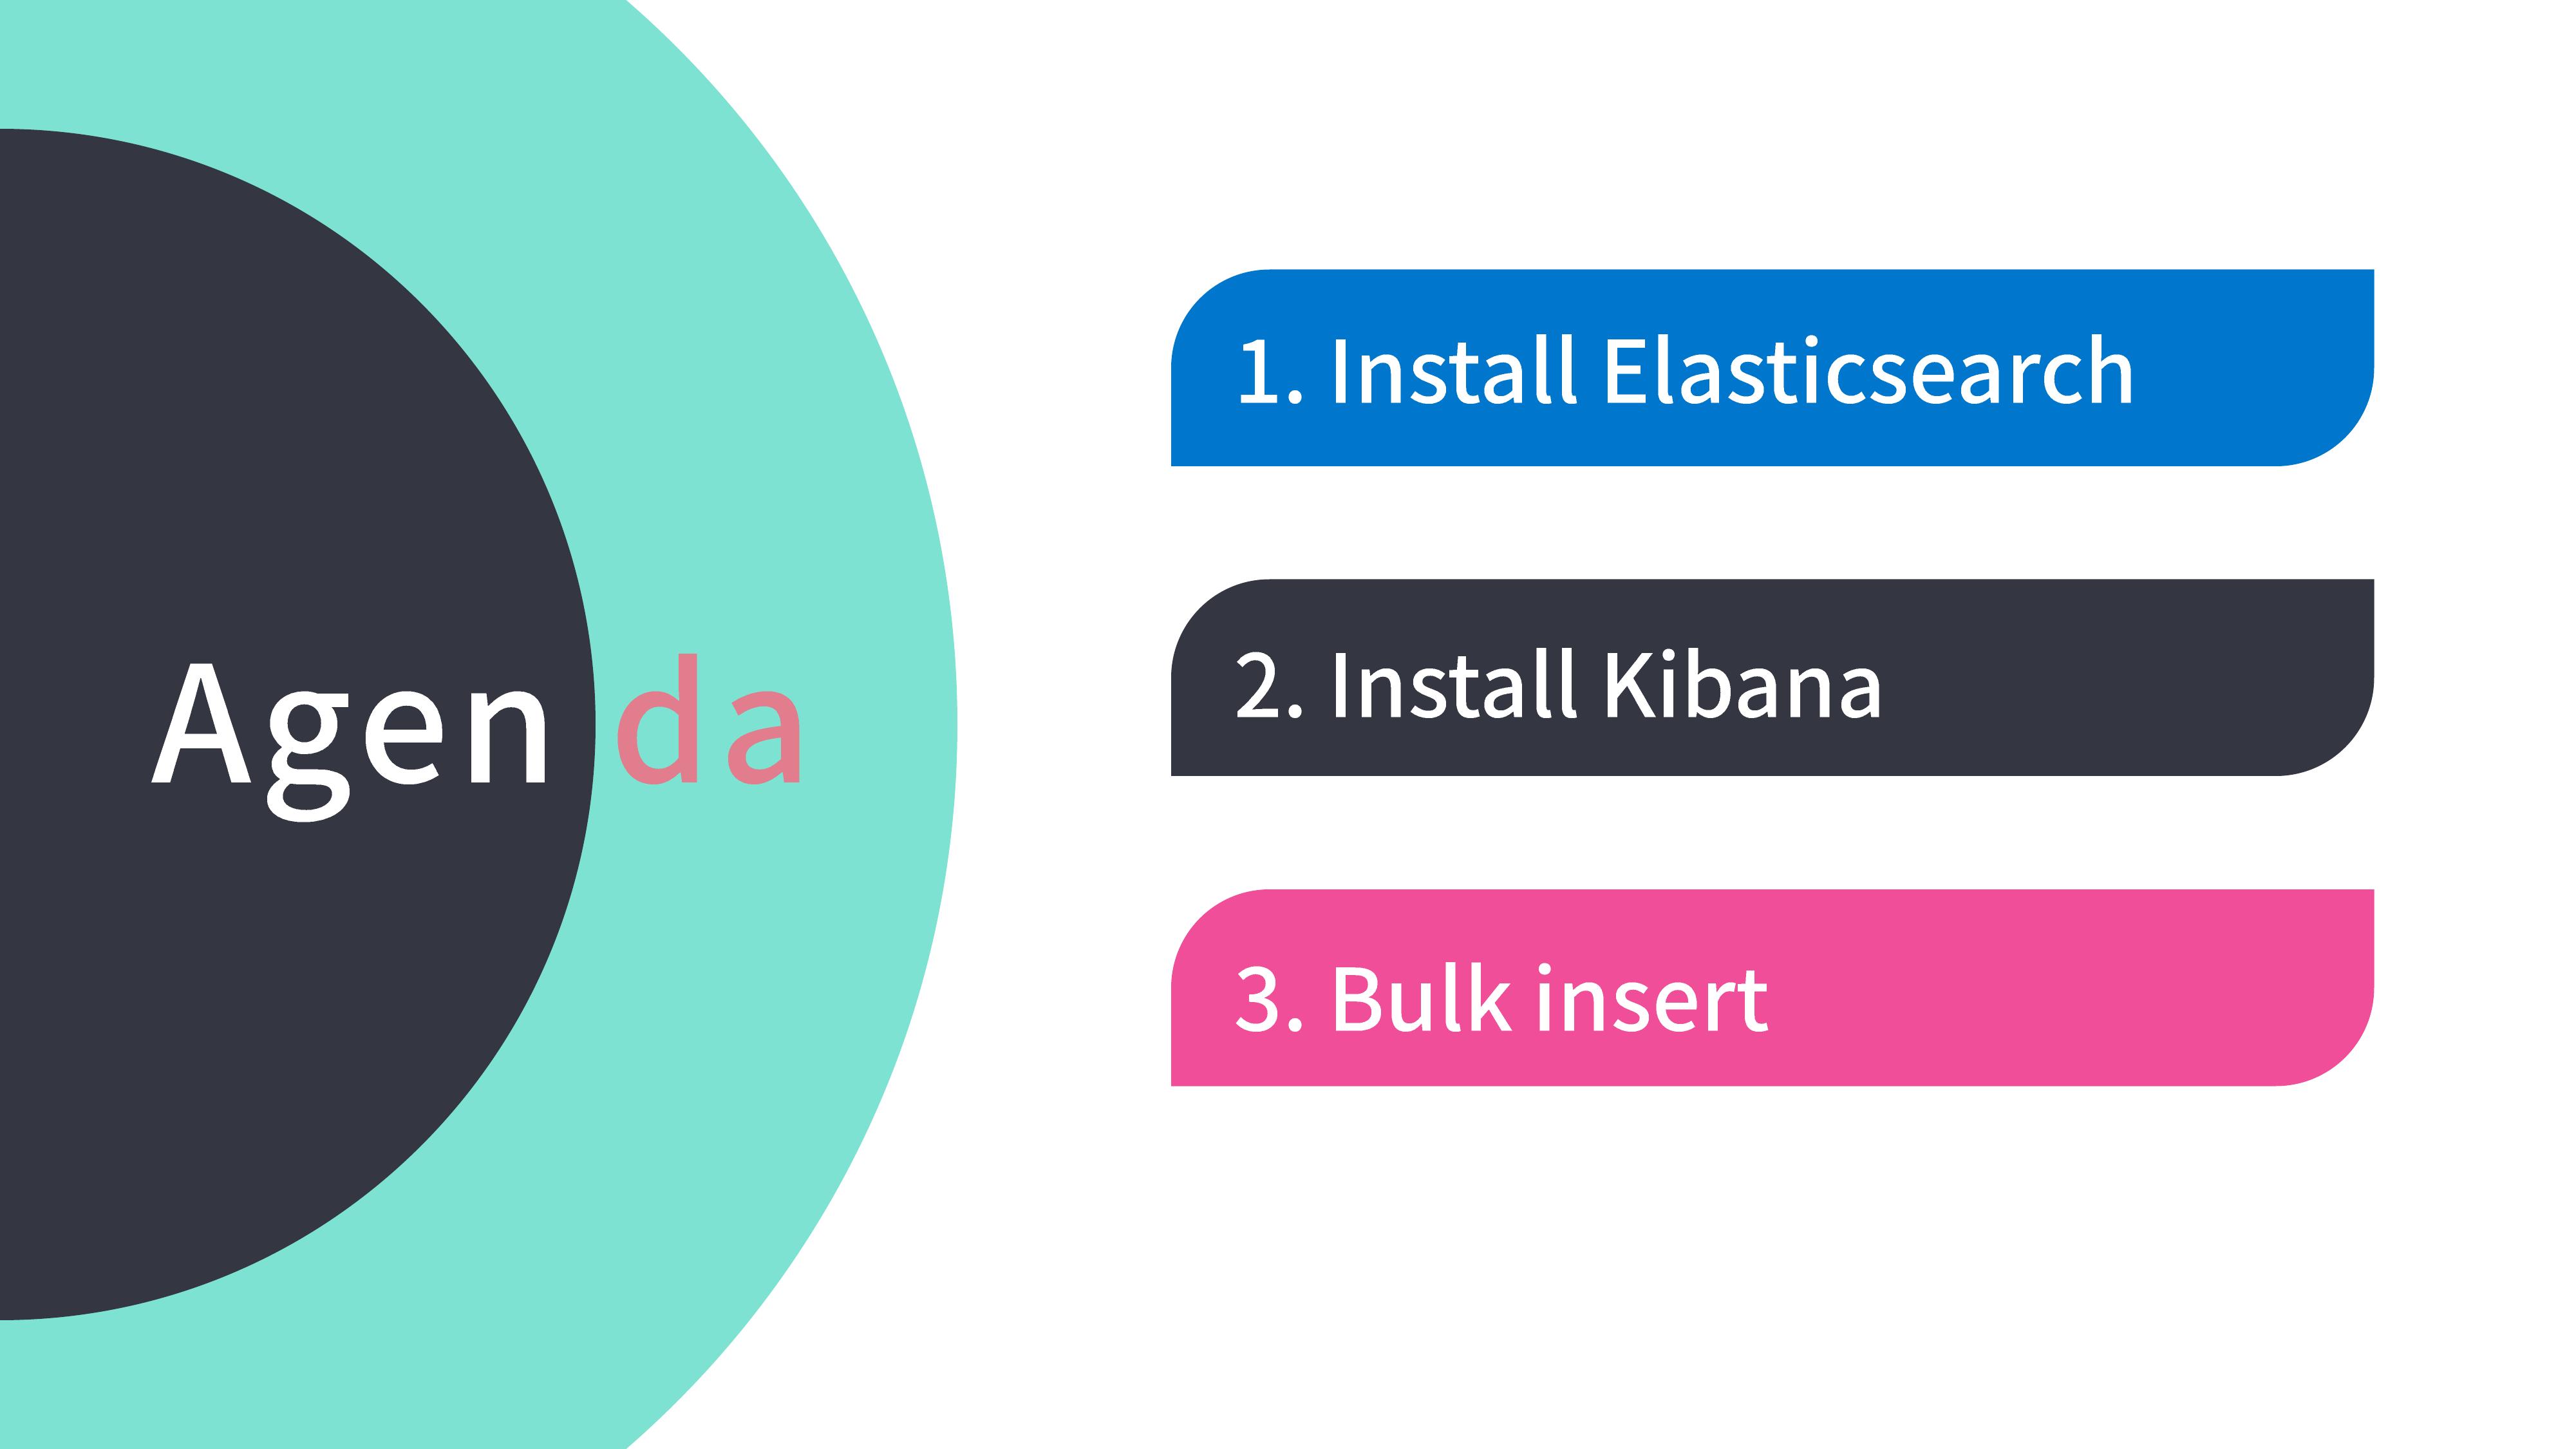 Agenda
1. Install Elasticsearch
2. Install Kibana
3. Bulk insert